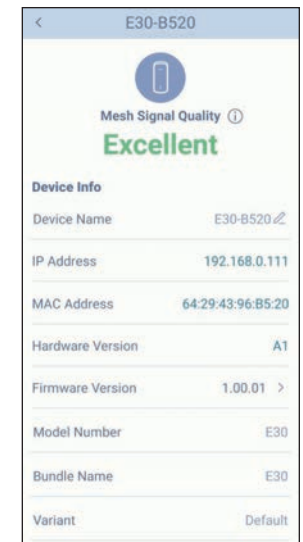 E30-B520
Mesh Signal Quality
Excellent
Device Info
Device Name E30-B520
IP Address 192.168.0.111
MAC Address 64:29:43:96:B5:20
Hardware Version A1
Firmware Version 1.00.01 >
Model Number E30
Bundle Name E30
Variant Default